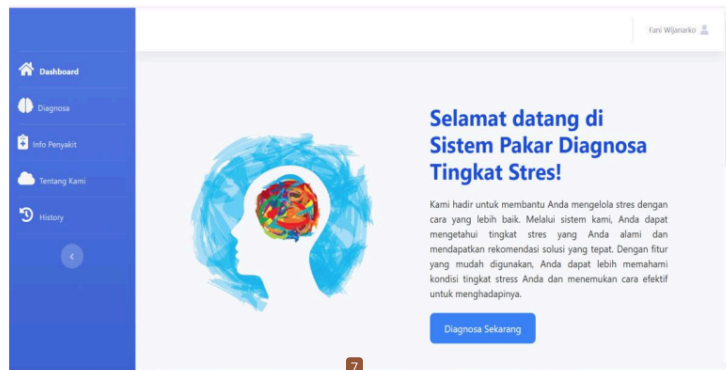 Yani Wijanarko
Dashboard
Diagnosa
Info Penyakit
Tentang Kami
History
Selamat datang di
Sistem Pakar Diagnosa
Tingkat Stres!
Kami hadir untuk membantu Anda mengelola stres dengan
cara yang lebih baik. Melalui sistem kami, Anda dapat
mengetahui tingkat stres yang Anda alami dan
mendapatkan rekomendasi solusi yang tepat. Dengan fitur
yang mudah digunakan, Anda dapat lebih memahami
kondisi tingkat stress Anda dan menemukan cara efektif
untuk menghadapinya.
Diagnosa Sekarang
7